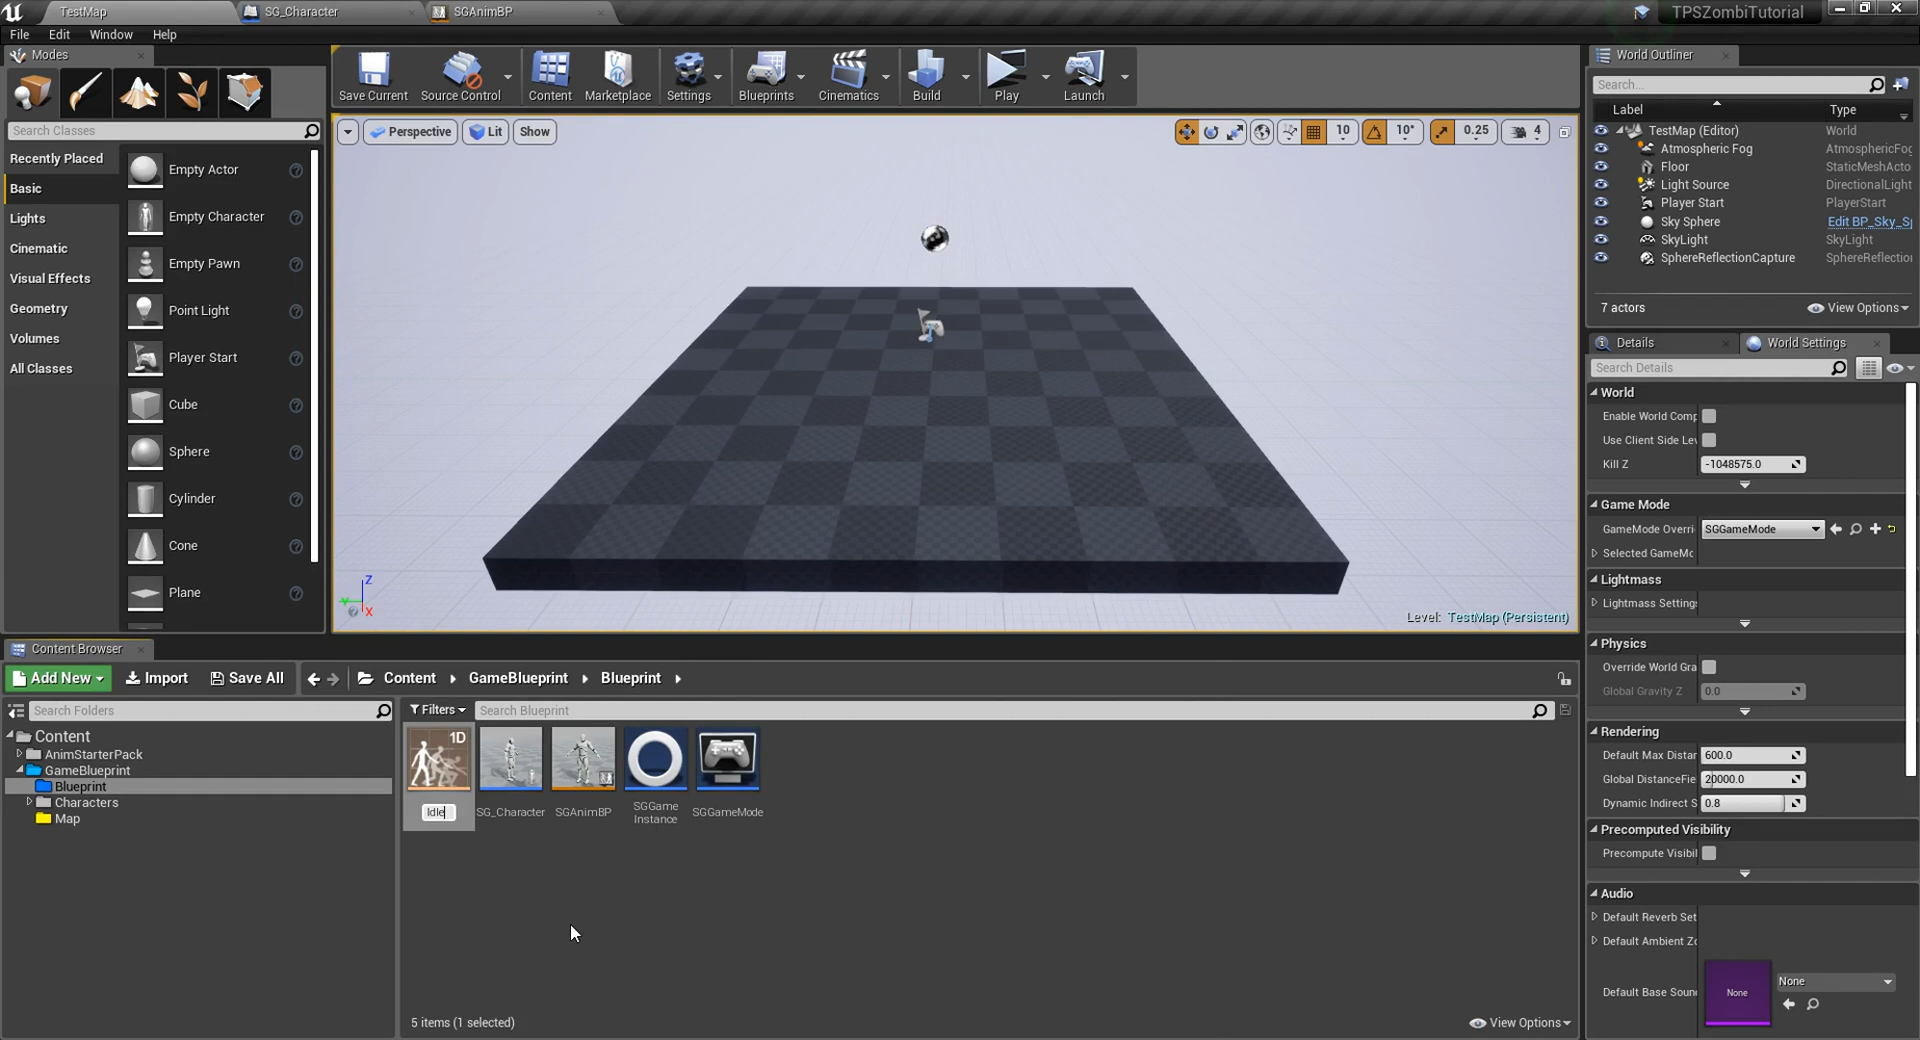 TestMap
SG_Character
SGAnimBP
TPSZombiTutorial
File
Edit
Window
Help
Modes
Search Classes
Recently Placed
Basic
Lights
Cinematic
Visual Effects
Geometry
Volumes
All Classes
Empty Actor
Empty Character
Empty Pawn
Point Light
Player Start
Cube
Sphere
Cylinder
Cone
Plane
Save Current
Source Control
Content
Marketplace
Settings
Blueprints
Cinematics
Build
Play
Launch
Perspective
Lit
Show
10
10°
0.25
4
Z
Y
X
Level: TestMap (Persistent)
World Outliner
Search...
Label
Type
TestMap (Editor)
World
Atmospheric Fog
AtmosphericFog
Floor
StaticMeshActo
Light Source
DirectionalLight
Player Start
PlayerStart
Sky Sphere
Edit BP_Sky_Sp
SkyLight
SkyLight
SphereReflectionCapture
SphereReflection
7 actors
View Options
Details
World Settings
Search Details
World
Enable World Comp
Use Client Side Lev
Kill Z
-1048575.0
Game Mode
GameMode Overri
SGGameMode
Selected GameMo
Lightmass
Lightmass Settings
Physics
Override World Gra
Global Gravity Z
0.0
Rendering
Default Max Distan
600.0
Global DistanceFie
20000.0
Dynamic Indirect S
0.8
Precomputed Visibility
Precompute Visibil
Audio
Default Reverb Set
Default Ambient Zo
Default Base Soun
None
None
Content Browser
Add New
Import
Save All
Content
GameBlueprint
Blueprint
Search Folders
Content
AnimStarterPack
GameBlueprint
Blueprint
Characters
Map
Filters
Search Blueprint
1D
Idle
SG_Character
SGAnimBP
SGGame
Instance
SGGameMode
5 items (1 selected)
View Options